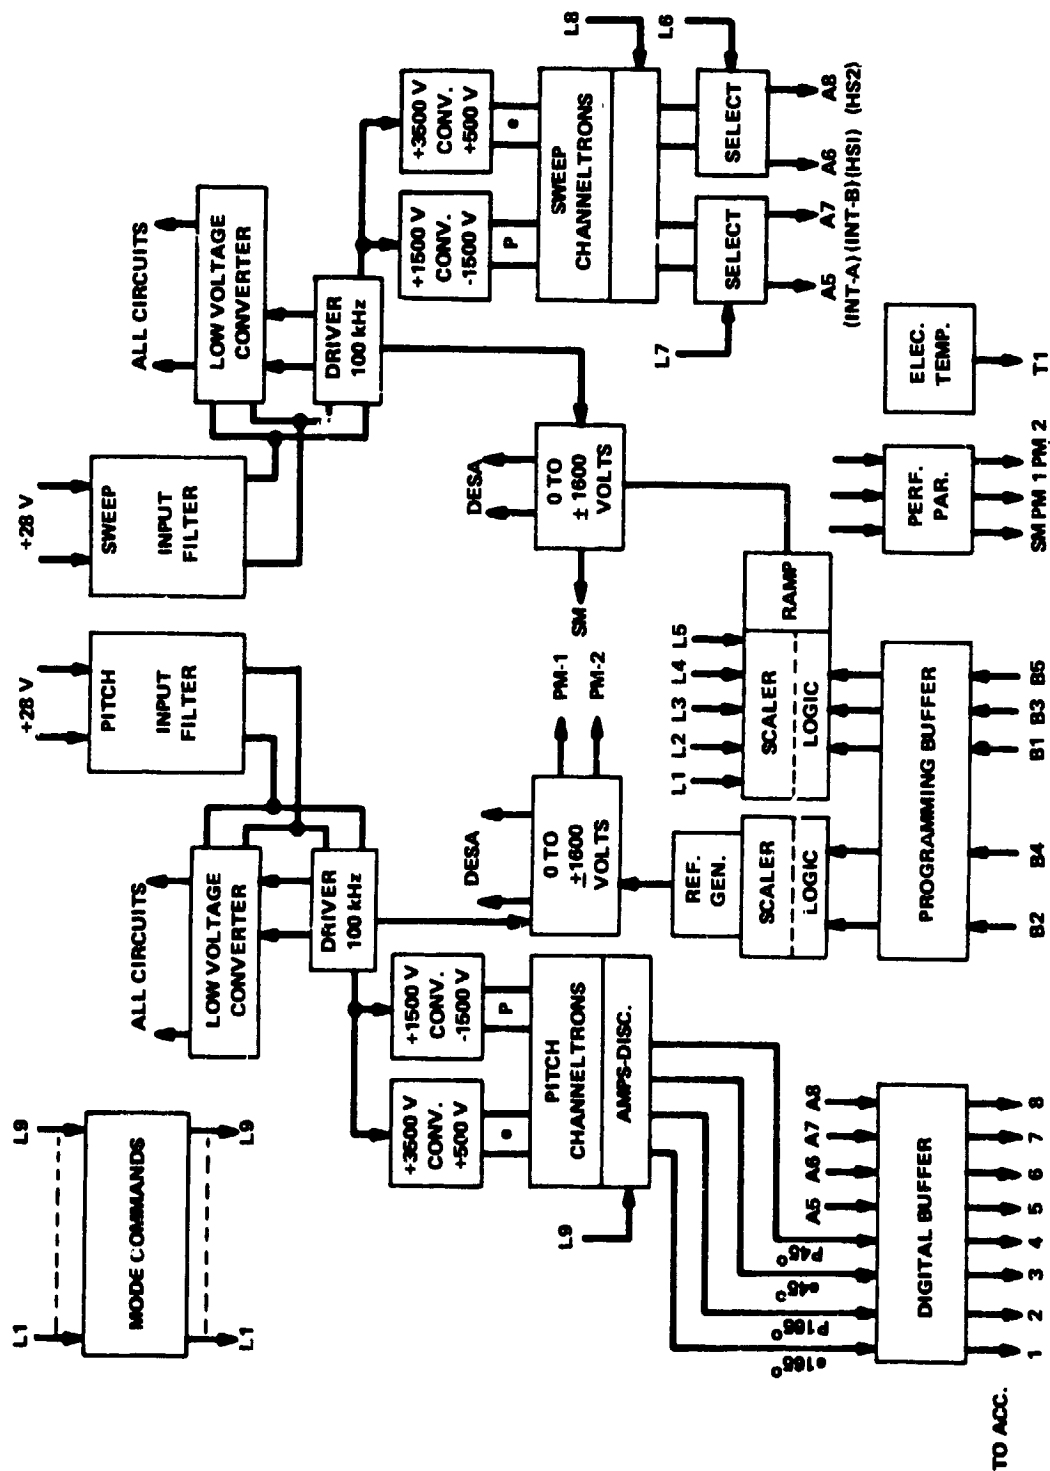 L1
L9
MODE COMMANDS
L1
L9
+28 V
PITCH
INPUT
FILTER
+28 V
SWEEP
INPUT
FILTER
ALL CIRCUITS
LOW VOLTAGE
CONVERTER
DRIVER
100 kHz
ALL CIRCUITS
LOW VOLTAGE
CONVERTER
DRIVER
100 kHz
+3500 V
CONV.
+500 V
+1500 V
CONV.
-1500 V
e
P
PITCH
CHANNELTRONS
AMPS-DISC.
L9
DESA
0 TO
±1600
VOLTS
PM-1
PM-2
DESA
0 TO
± 1600
VOLTS
SM
+1500 V
CONV.
-1500 V
+3500 V
CONV.
+500 V
P
e
SWEEP
CHANNELTRONS
L8
L7
SELECT
SELECT
L6
A5 A7 A6 A8
(INT-A) (INT-B) (HSI) (HS2)
e165°
P165°
e45°
P45°
A5 A6 A7 A8
DIGITAL BUFFER
TO ACC. 1 2 3 4 5 6 7 8
REF.
GEN.
SCALER
LOGIC
L1 L2 L3 L4 L5
SCALER
LOGIC
RAMP
PROGRAMMING BUFFER
B2 B4 B1 B3 B5
PERF.
PAR.
SM PM 1 PM 2
ELEC.
TEMP.
T1